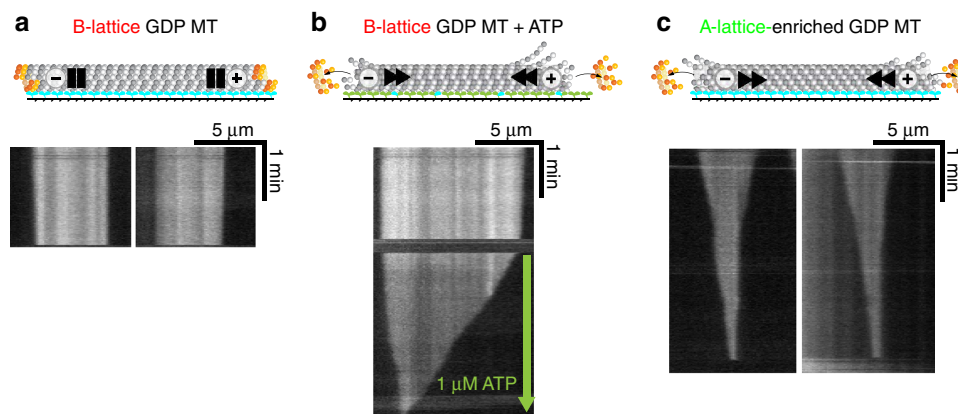 a
B-lattice GDP MT
− +
5 μm
1 min
b
B-lattice GDP MT + ATP
− +
5 μm
1 min
1 μM ATP
c
A-lattice-enriched GDP MT
− +
5 μm
1 min